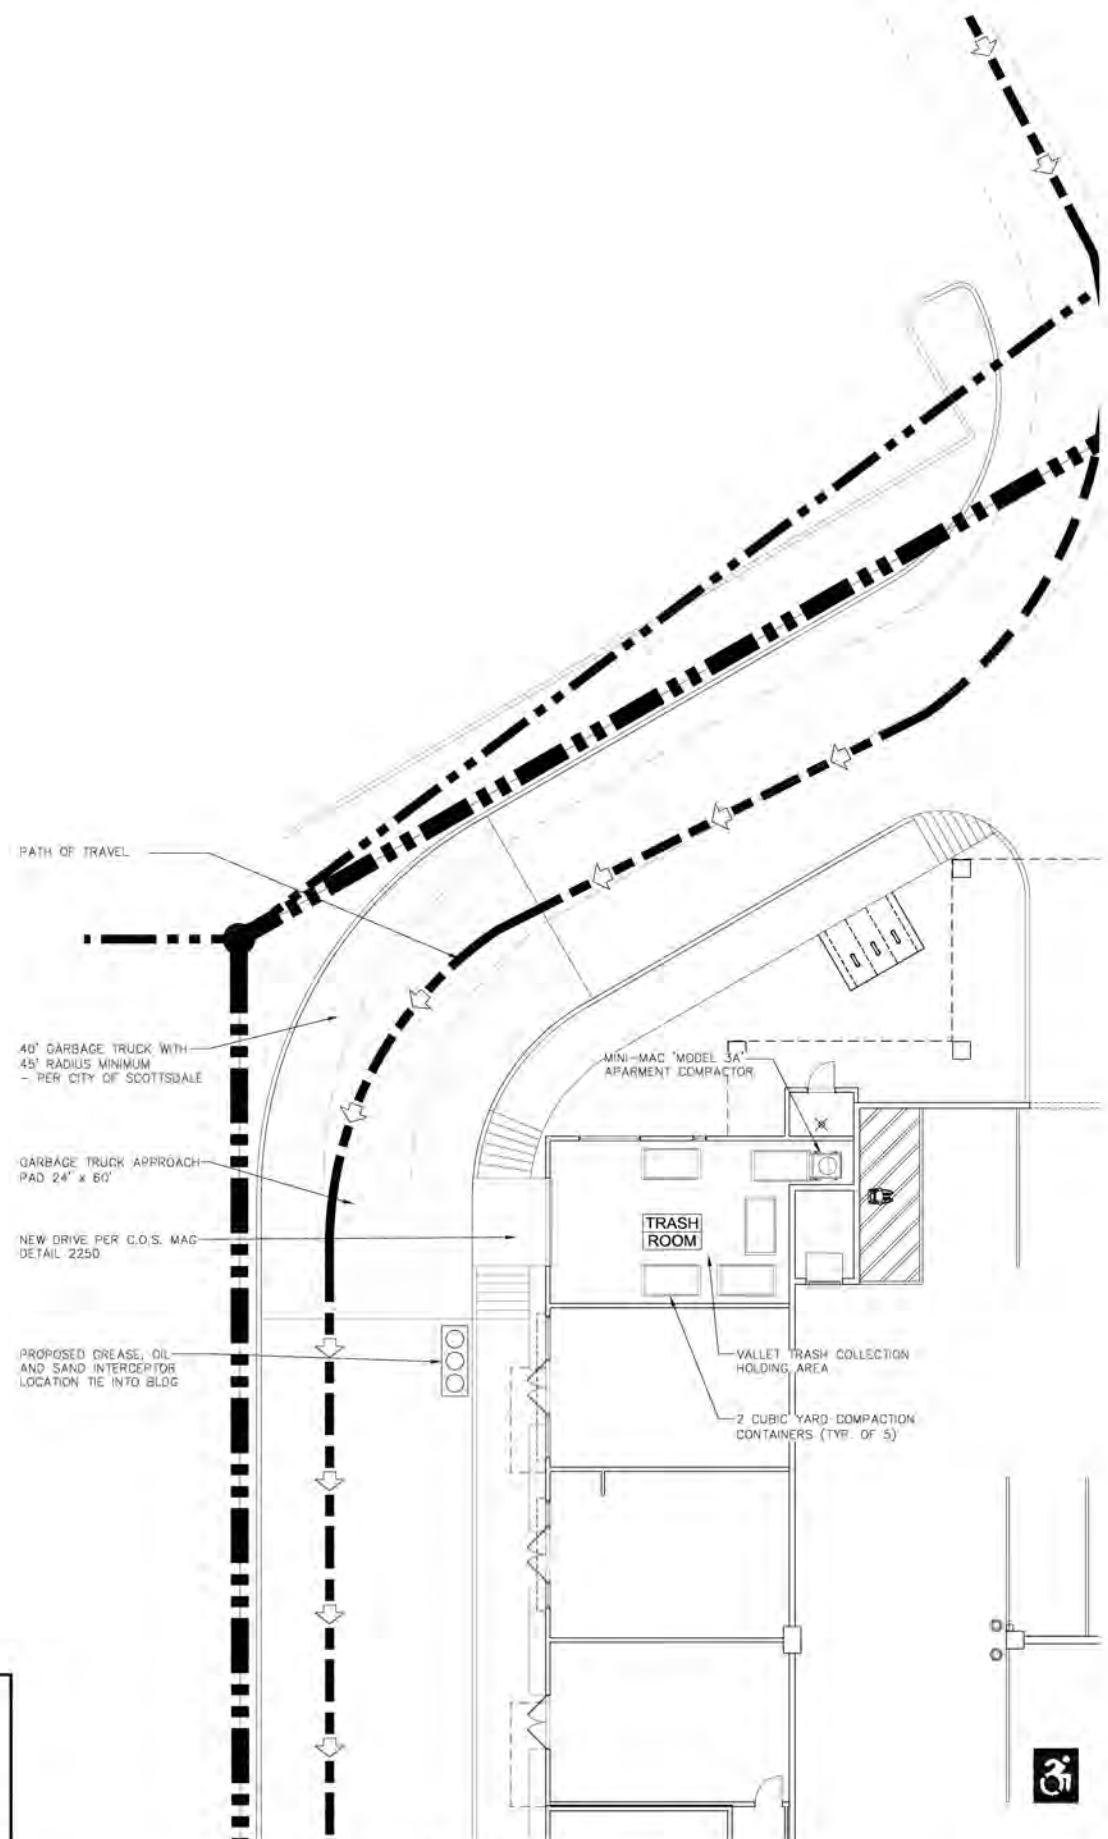 PATH OF TRAVEL
40' GARBAGE TRUCK WITH
45' RADIUS MINIMUM
- PER CITY OF SCOTTSDALE
MINI-MAC 'MODEL 3A'
APARMENT COMPACTOR
GARBAGE TRUCK APPROACH
PAD 24' x 60'
TRASH
ROOM
NEW DRIVE PER C.O.S. MAG
DETAIL 2250
PROPOSED GREASE, OIL
AND SAND INTERCEPTOR
LOCATION TIE INTO BLDG
VALLET TRASH COLLECTION
HOLDING AREA
2 CUBIC YARD COMPACTION
CONTAINERS (TYP. OF 5)